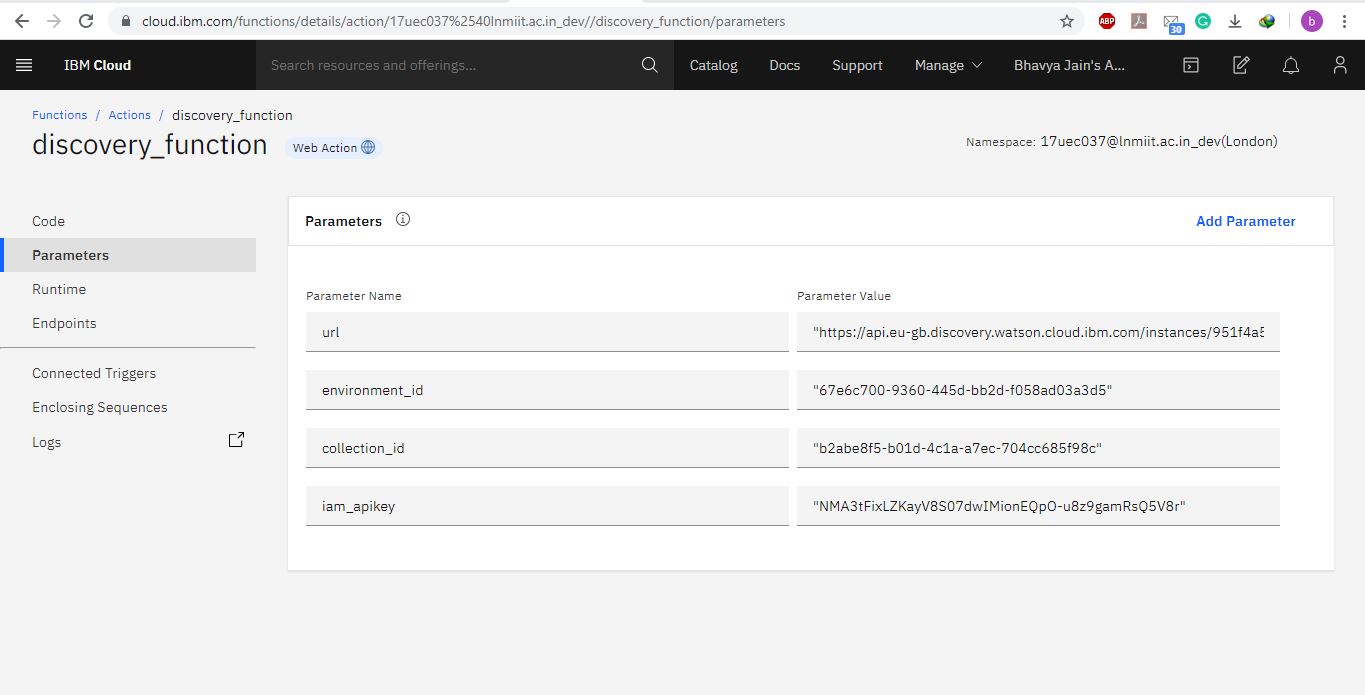 cloud.ibm.com/functions/details/action/17uec037%2540lnmiit.ac.in_dev//discovery_function/parameters
ABP
30
b
IBM Cloud
Search resources and offerings...
Catalog
Docs
Support
Manage
Bhavya Jain's A...
Functions / Actions / discovery_function
discovery_function
Web Action
Namespace: 17uec037@lnmiit.ac.in_dev(London)
Code
Parameters
Runtime
Endpoints
Connected Triggers
Enclosing Sequences
Logs
Parameters
Add Parameter
Parameter Name
Parameter Value
url
"https://api.eu-gb.discovery.watson.cloud.ibm.com/instances/951f4a5
environment_id
"67e6c700-9360-445d-bb2d-f058ad03a3d5"
collection_id
"b2abe8f5-b01d-4c1a-a7ec-704cc685f98c"
iam_apikey
"NMA3tFixLZKayV8S07dwIMionEQpO-u8z9gamRsQ5V8r"